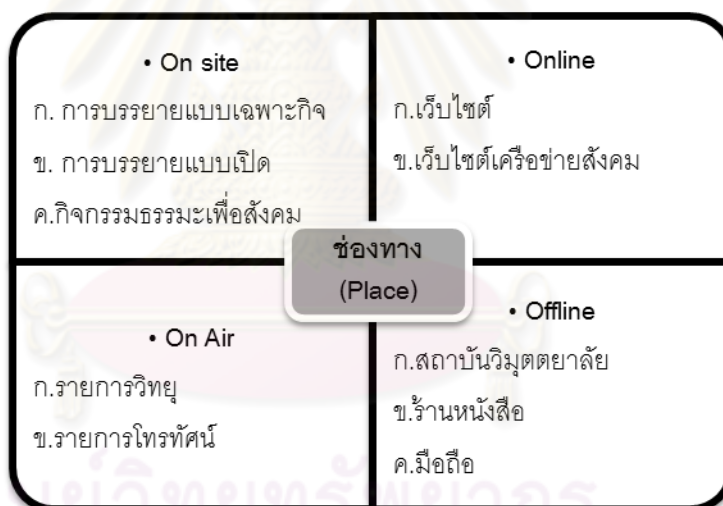 • On site
ก. การบรรยายแบบเฉพาะกิจ
ข. การบรรยายแบบเปิด
ค.กิจกรรมธรรมะเพื่อสังคม
• Online
ก.เว็บไซต์
ข.เว็บไซต์เครือข่ายสังคม
ช่องทาง
(Place)
• On Air
ก.รายการวิทยุ
ข.รายการโทรทัศน์
• Offline
ก.สถาบันวิมุตตยาลัย
ข.ร้านหนังสือ
ค.มือถือ